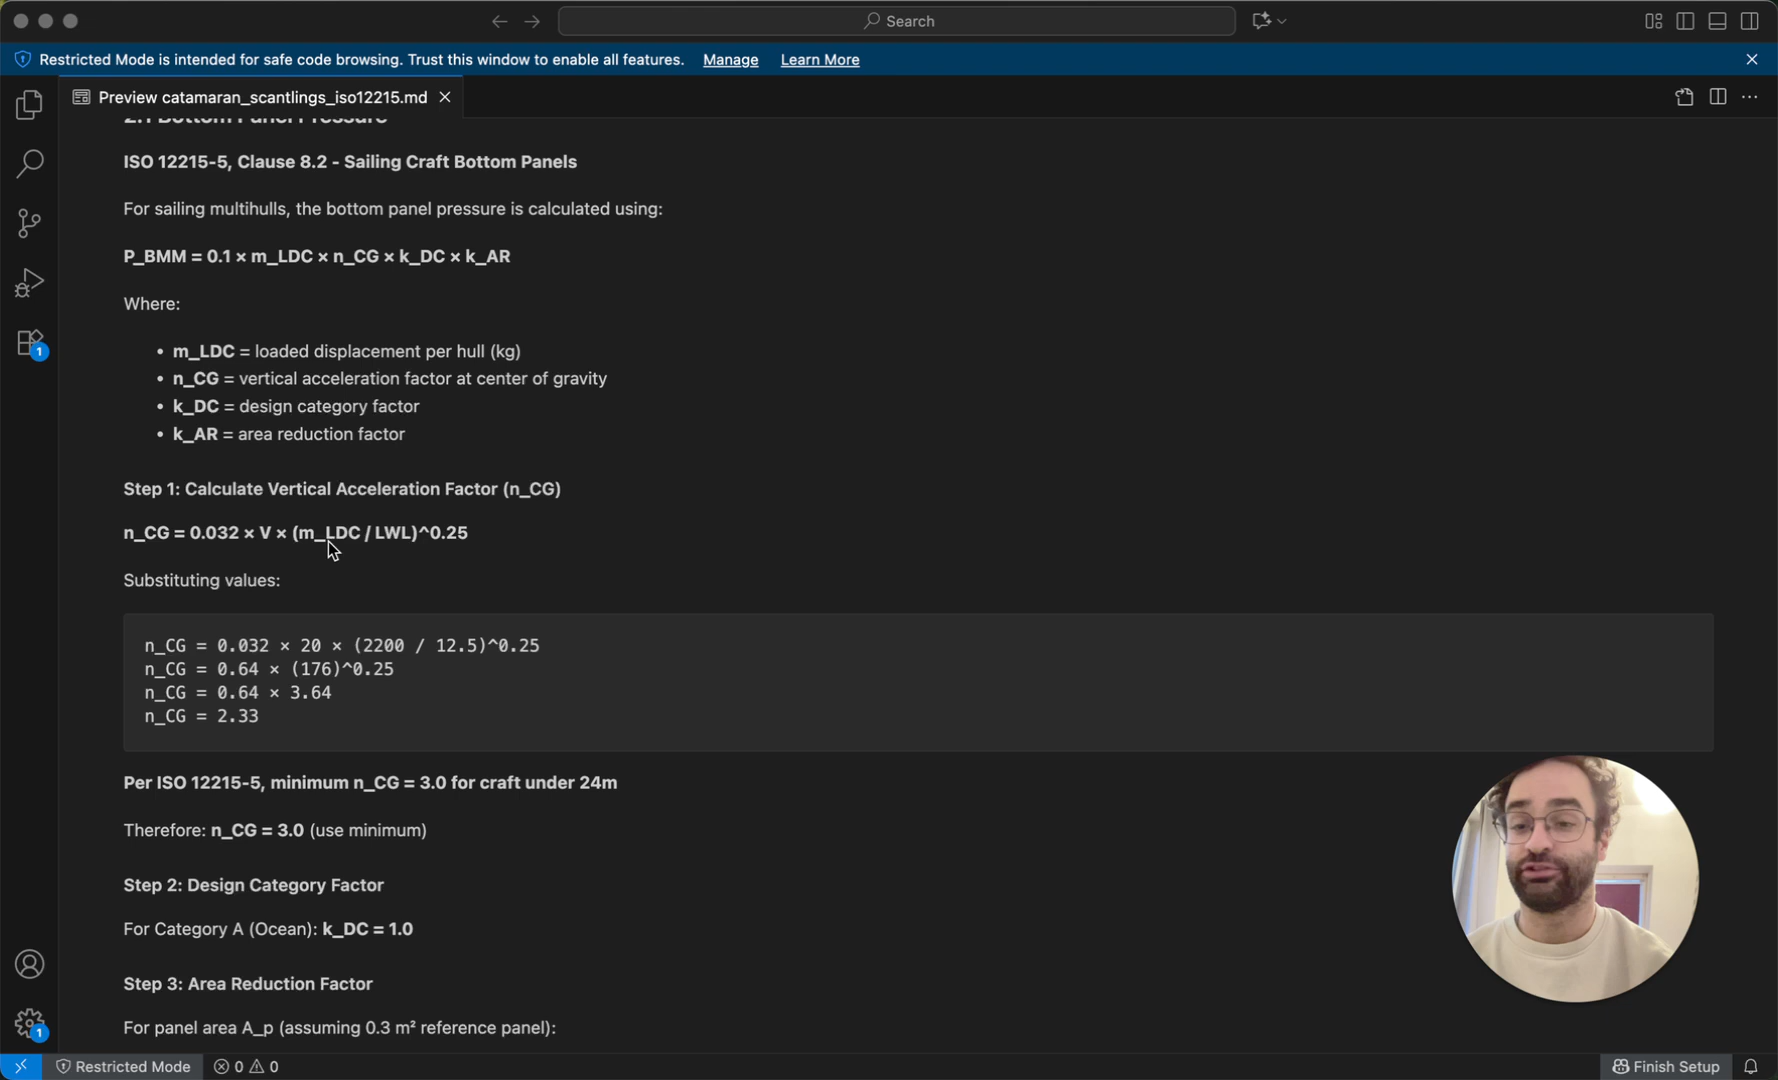 Search
Restricted Mode is intended for safe code browsing. Trust this window to enable all features. Manage Learn More
Preview catamaran_scantlings_iso12215.md
2.1 Bottom Panel Pressure
ISO 12215-5, Clause 8.2 - Sailing Craft Bottom Panels
For sailing multihulls, the bottom panel pressure is calculated using:
P_BMM = 0.1 × m_LDC × n_CG × k_DC × k_AR
Where:
• m_LDC = loaded displacement per hull (kg)
• n_CG = vertical acceleration factor at center of gravity
• k_DC = design category factor
• k_AR = area reduction factor
Step 1: Calculate Vertical Acceleration Factor (n_CG)
n_CG = 0.032 × V × (m_LDC / LWL)^0.25
Substituting values:
n_CG = 0.032 × 20 × (2200 / 12.5)^0.25
n_CG = 0.64 × (176)^0.25
n_CG = 0.64 × 3.64
n_CG = 2.33
Per ISO 12215-5, minimum n_CG = 3.0 for craft under 24m
Therefore: n_CG = 3.0 (use minimum)
Step 2: Design Category Factor
For Category A (Ocean): k_DC = 1.0
Step 3: Area Reduction Factor
For panel area A_p (assuming 0.3 m² reference panel):
1
1
Restricted Mode 0 0 Finish Setup